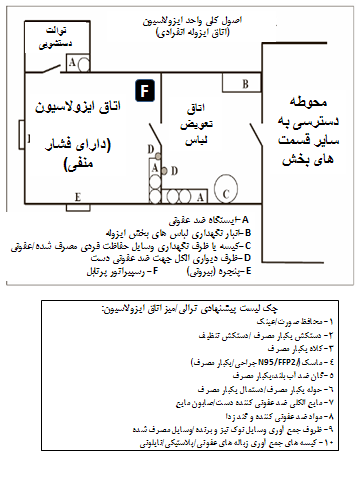 اصول کلی واحد ایزولاسیون
(اتاق ایزوله انفرادی)
توالت
دستشویی
A
F
B
اتاق ایزولاسیون
(دارای فشار
منفی)
اتاق
تعویض
لباس
محوطه
دسترسی به
سایر قسمت
های بخش
D
D
A
A
C
E
A-ایستگاه ضد عفونی
B-انبار نگهداری لباس های بخش ایزوله
C-کیسه یا ظرف نگهداری وسایل حفاظت فردی مصرف شده/عفونی
D-ظرف دیواری الکل جهت ضد عفونی دست
E-پنجره (بیرونی) F-رسپیراتور پرتابل
چک لیست پیشنهادی ترالی/میز اتاق ایزولاسیون:
۱-محافظ صورت/عینک
۲-دستکش یکبار مصرف/دستکش تنظیف
۳-کلاه یکبار مصرف
۴-ماسک(N95/FFP2/جراحی/یکبار مصرف)
۵-گان ضد آب بلند/یکبار مصرف
۶-حوله یکبار مصرف/دستمال یکبار مصرف
۷-مایع الکلی ضد عفونی کننده دست/صابون مایع
۸-مواد ضد عفونی کننده و گند زدا
۹-ظروف جمع آوری وسایل نوک تیز و برنده/وسایل مصرف شده
۱۰-کیسه های جمع آوری زباله های عفونی/پلاستیکی/نایلونی